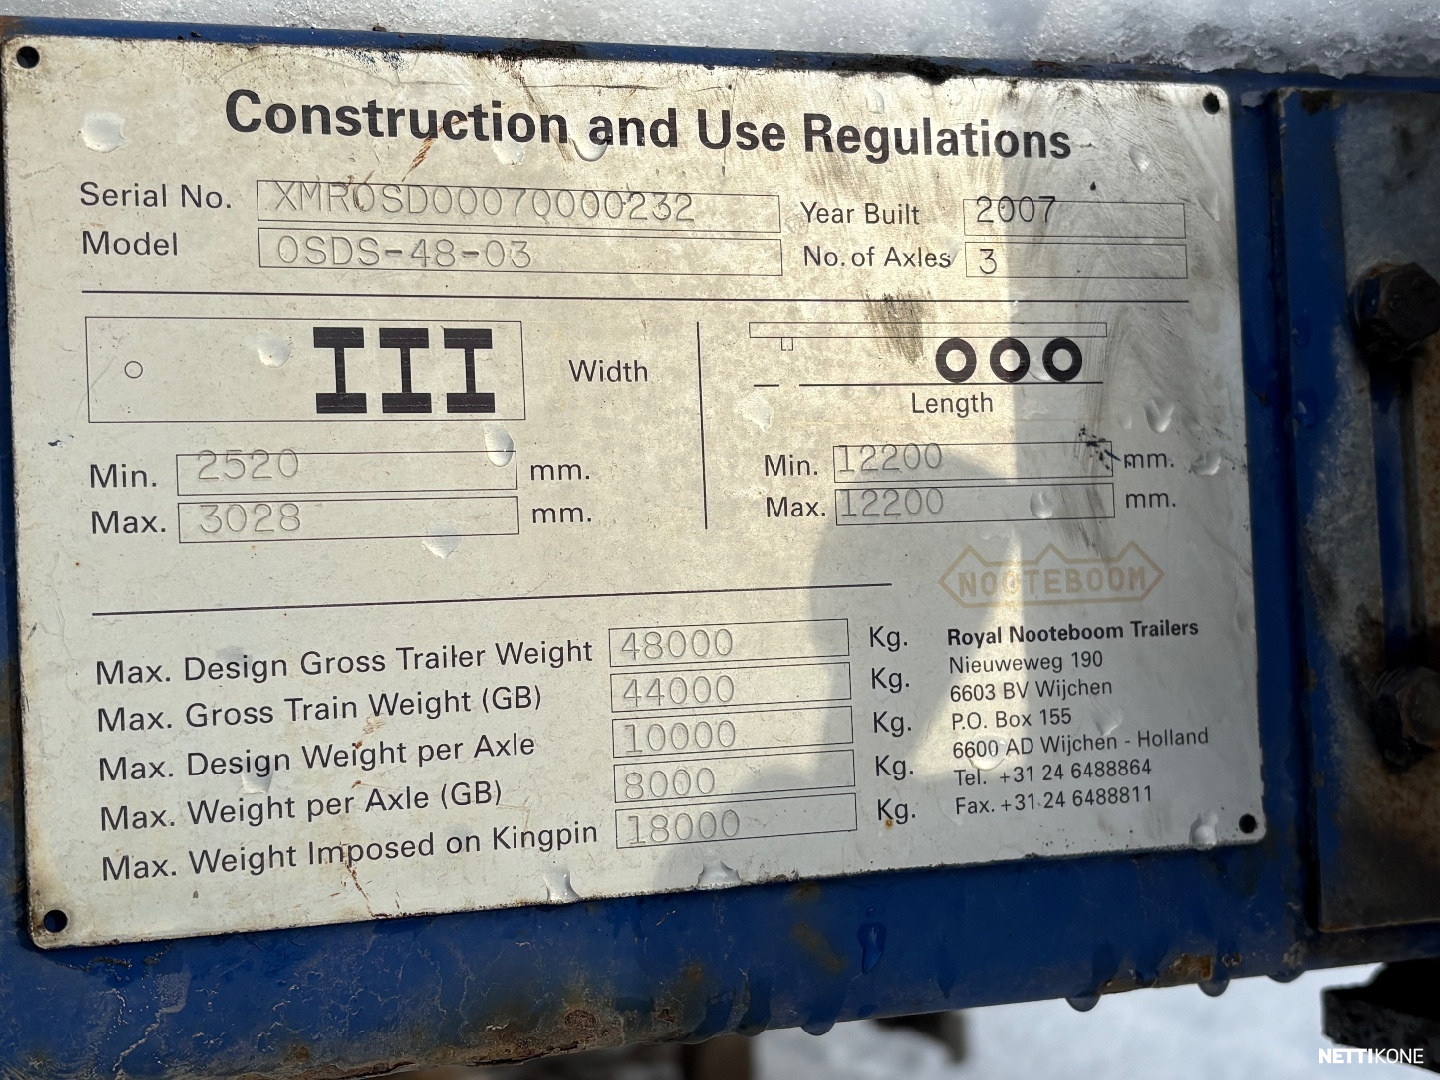 Construction and Use Regulations
Serial No. XMROSD00070000232 Year Built 2007
Model OSDS-48-03 No. of Axles 3
Width
Length
Min. 2520 mm. Min. 12200 mm.
Max. 3028 mm. Max. 12200 mm.
NOOTEBOOM
Max. Design Gross Trailer Weight 48000 Kg.
Max. Gross Train Weight (GB) 44000 Kg.
Max. Design Weight per Axle 10000 Kg.
Max. Weight per Axle (GB) 8000 Kg.
Max. Weight Imposed on Kingpin 18000 Kg.
Royal Nooteboom Trailers
Nieuweweg 190
6603 BV Wijchen
P.O. Box 155
6600 AD Wijchen - Holland
Tel. +31 24 6488864
Fax. +31 24 6488811
NETTIKONE